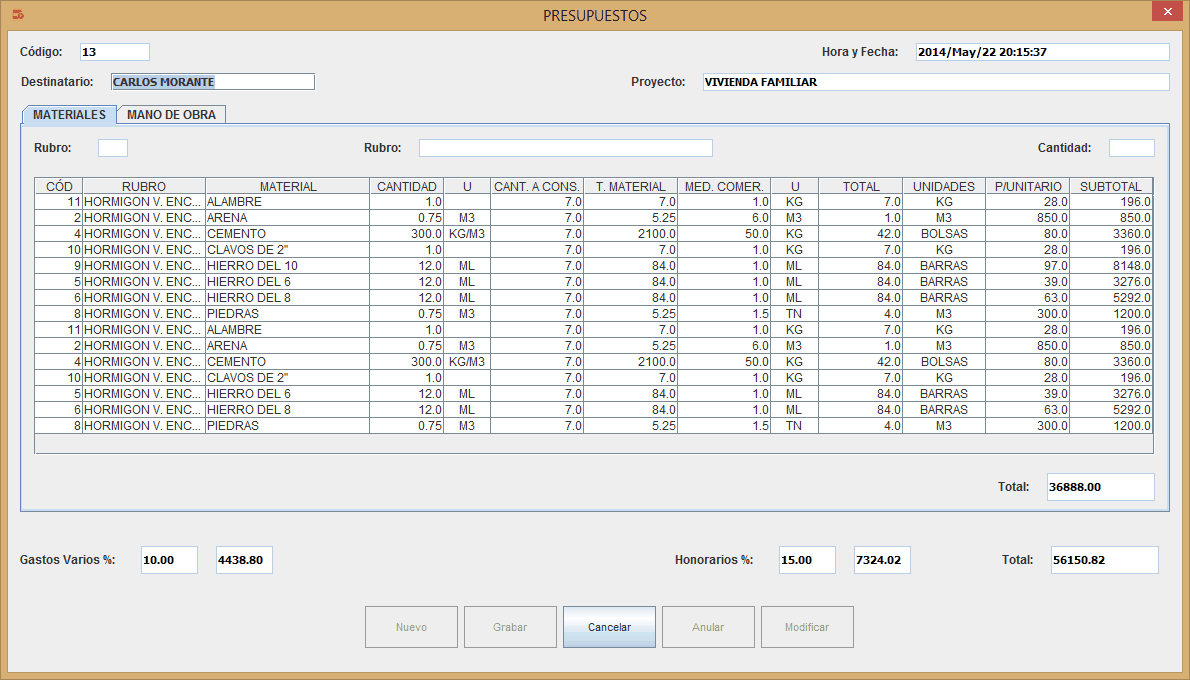 PRESUPUESTOS
Código: 13 Hora y Fecha: 2014/May/22 20:15:37
Destinatario: CARLOS MORANTE Proyecto: VIVIENDA FAMILIAR
MATERIALES MANO DE OBRA
Rubro: Rubro: Cantidad:
CÓD RUBRO MATERIAL CANTIDAD U CANT. A CONS. T. MATERIAL MED. COMER. U TOTAL UNIDADES P/UNITARIO SUBTOTAL
11 HORMIGON V. ENC... ALAMBRE 1.0 7.0 7.0 1.0 KG 7.0 KG 28.0 196.0
2 HORMIGON V. ENC... ARENA 0.75 M3 7.0 5.25 6.0 M3 1.0 M3 850.0 850.0
4 HORMIGON V. ENC... CEMENTO 300.0 KG/M3 7.0 2100.0 50.0 KG 42.0 BOLSAS 80.0 3360.0
10 HORMIGON V. ENC... CLAVOS DE 2" 1.0 7.0 7.0 1.0 KG 7.0 KG 28.0 196.0
9 HORMIGON V. ENC... HIERRO DEL 10 12.0 ML 7.0 84.0 1.0 ML 84.0 BARRAS 97.0 8148.0
5 HORMIGON V. ENC... HIERRO DEL 6 12.0 ML 7.0 84.0 1.0 ML 84.0 BARRAS 39.0 3276.0
6 HORMIGON V. ENC... HIERRO DEL 8 12.0 ML 7.0 84.0 1.0 ML 84.0 BARRAS 63.0 5292.0
8 HORMIGON V. ENC... PIEDRAS 0.75 M3 7.0 5.25 1.5 TN 4.0 M3 300.0 1200.0
11 HORMIGON V. ENC... ALAMBRE 1.0 7.0 7.0 1.0 KG 7.0 KG 28.0 196.0
2 HORMIGON V. ENC... ARENA 0.75 M3 7.0 5.25 6.0 M3 1.0 M3 850.0 850.0
4 HORMIGON V. ENC... CEMENTO 300.0 KG/M3 7.0 2100.0 50.0 KG 42.0 BOLSAS 80.0 3360.0
10 HORMIGON V. ENC... CLAVOS DE 2" 1.0 7.0 7.0 1.0 KG 7.0 KG 28.0 196.0
5 HORMIGON V. ENC... HIERRO DEL 6 12.0 ML 7.0 84.0 1.0 ML 84.0 BARRAS 39.0 3276.0
6 HORMIGON V. ENC... HIERRO DEL 8 12.0 ML 7.0 84.0 1.0 ML 84.0 BARRAS 63.0 5292.0
8 HORMIGON V. ENC... PIEDRAS 0.75 M3 7.0 5.25 1.5 TN 4.0 M3 300.0 1200.0
Total: 36888.00
Gastos Varios %: 10.00 4438.80 Honorarios %: 15.00 7324.02 Total: 56150.82
Nuevo Grabar Cancelar Anular Modificar